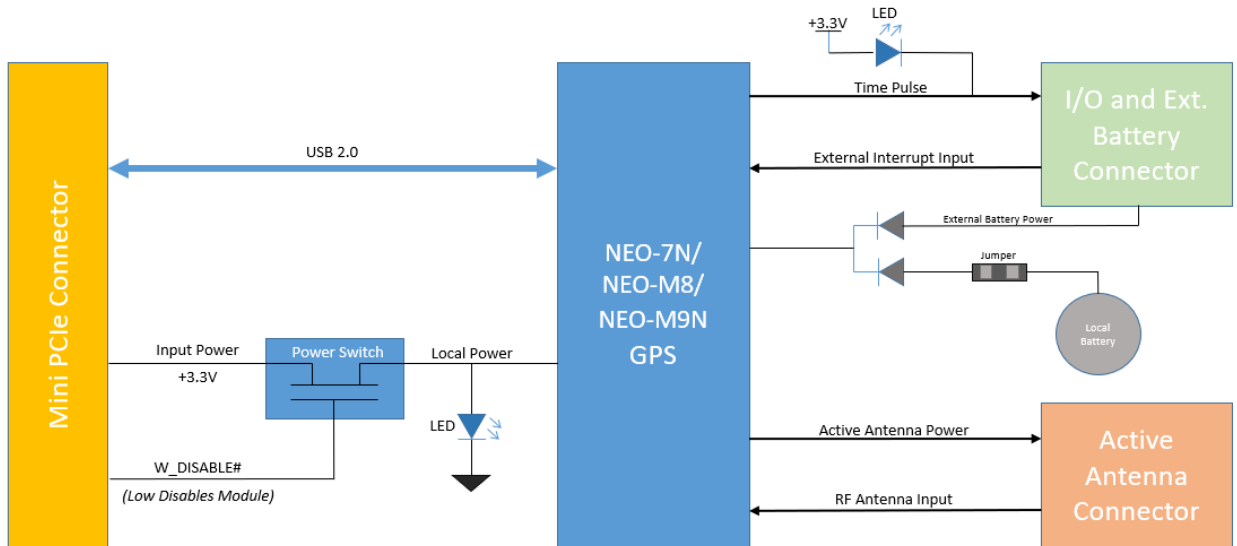 +3.3V
LED
Time Pulse
I/O and Ext.
Battery
Connector
USB 2.0
External Interrupt Input
External Battery Power
Jumper
Local
Battery
Mini PCIe Connector
NEO-7N/
NEO-M8/
NEO-M9N
GPS
Input Power
+3.3V
Power Switch
Local Power
LED
W_DISABLE#
(Low Disables Module)
Active Antenna Power
RF Antenna Input
Active
Antenna
Connector